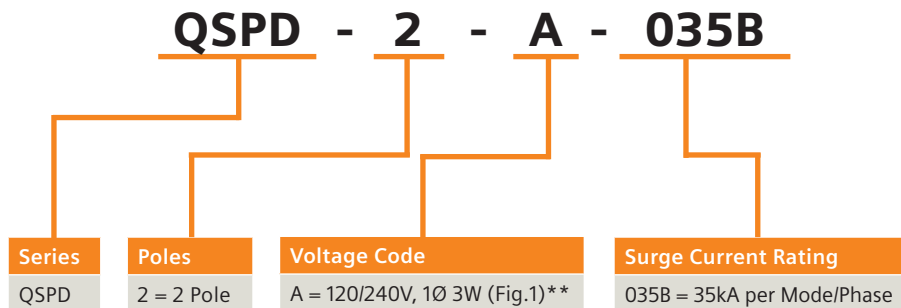 QSPD - 2 - A - 035B
Series Poles Voltage Code Surge Current Rating
QSPD 2 = 2 Pole A = 120/240V, 1Ø 3W (Fig.1)** 035B = 35kA per Mode/Phase